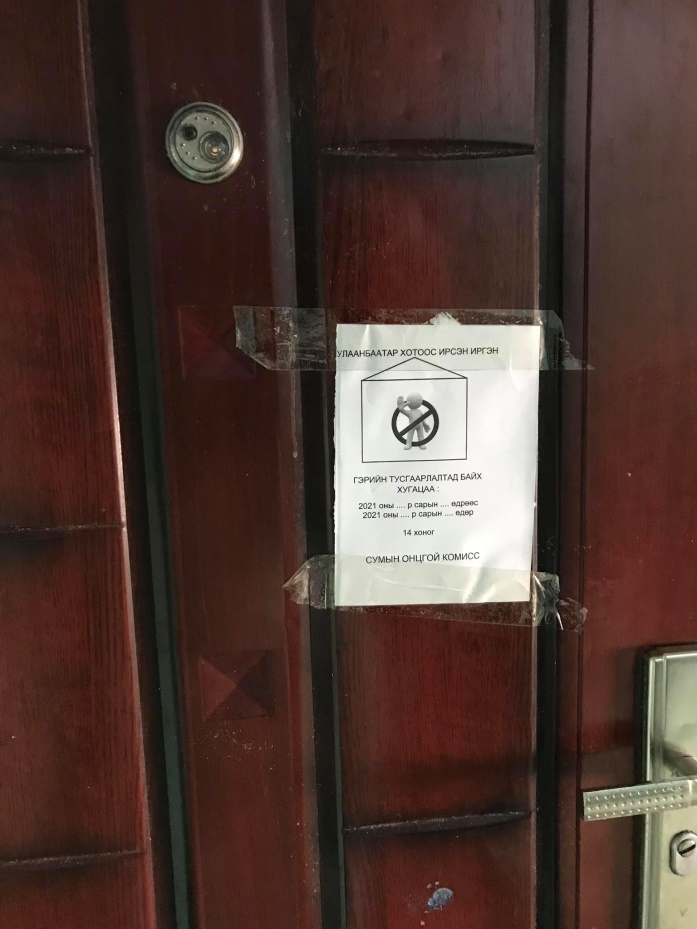 УЛААНБААТАР ХОТООС ИРСЭН ИРГЭН
ГЭРИЙН ТУСГААРЛАЛТАД БАЙХ
ХУГАЦАА :
2021 оны .... р сарын .... өдрөөс
2021 оны .... р сарын .... өдөр
14 хоног
СУМЫН ОНЦГОЙ КОМИСС